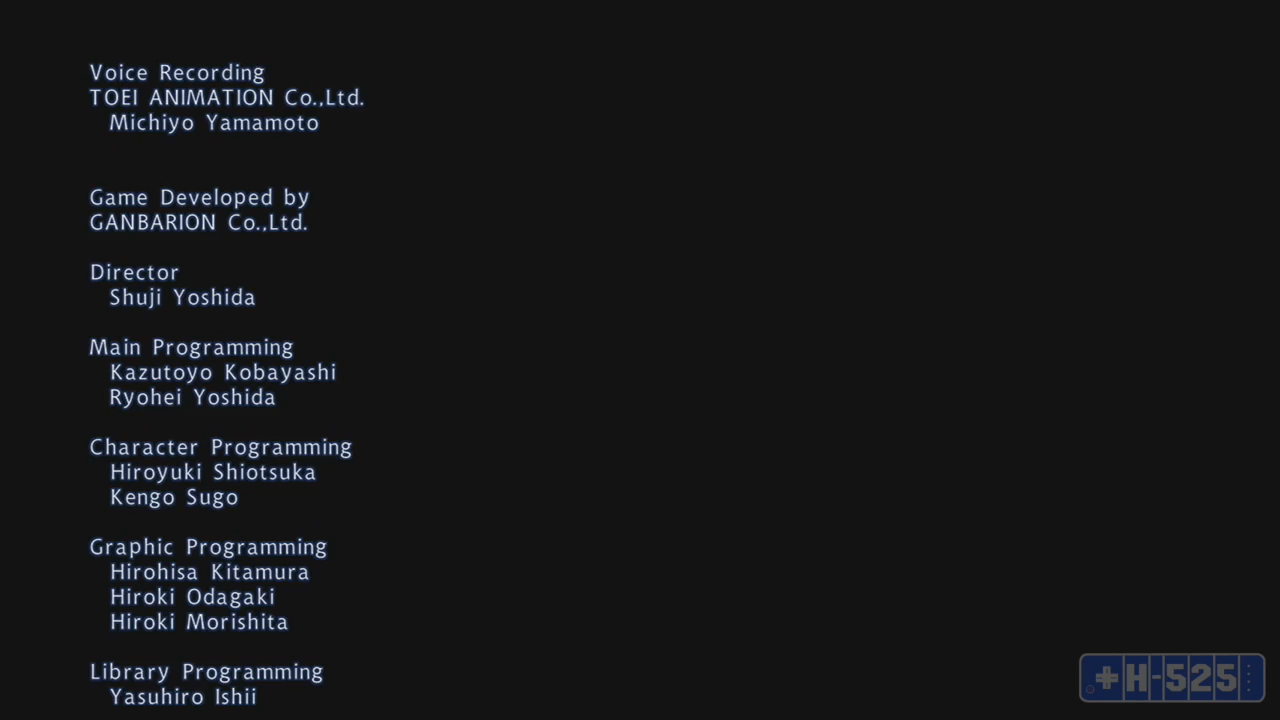 Voice Recording
TOEI ANIMATION Co.,Ltd.
Michiyo Yamamoto
Game Developed by
GANBARION Co.,Ltd.
Director
Shuji Yoshida
Main Programming
Kazutoyo Kobayashi
Ryohei Yoshida
Character Programming
Hiroyuki Shiotsuka
Kengo Sugo
Graphic Programming
Hirohisa Kitamura
Hiroki Odagaki
Hiroki Morishita
Library Programming
Yasuhiro Ishii
H-525